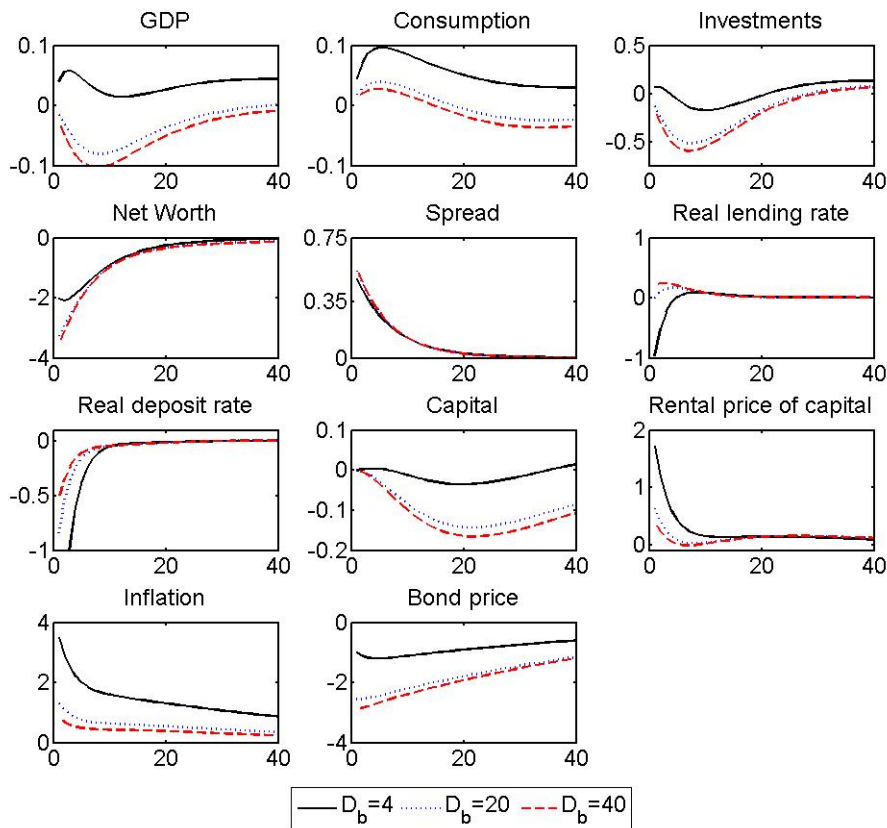 GDP
Consumption
Investments
0.1
0
-0.1
0 20 40
0.1
0
-0.1
0 20 40
0.5
0
-0.5
0 20 40
Net Worth
Spread
Real lending rate
0
-2
-4
0 20 40
0.75
0.35
0
0 20 40
1
0
-1
0 20 40
Real deposit rate
Capital
Rental price of capital
0
-0.5
-1
0 20 40
0.1
0
-0.1
-0.2
0 20 40
2
1
0
0 20 40
Inflation
Bond price
4
2
0
0 20 40
0
-2
-4
0 20 40
D_b=4 D_b=20 D_b=40